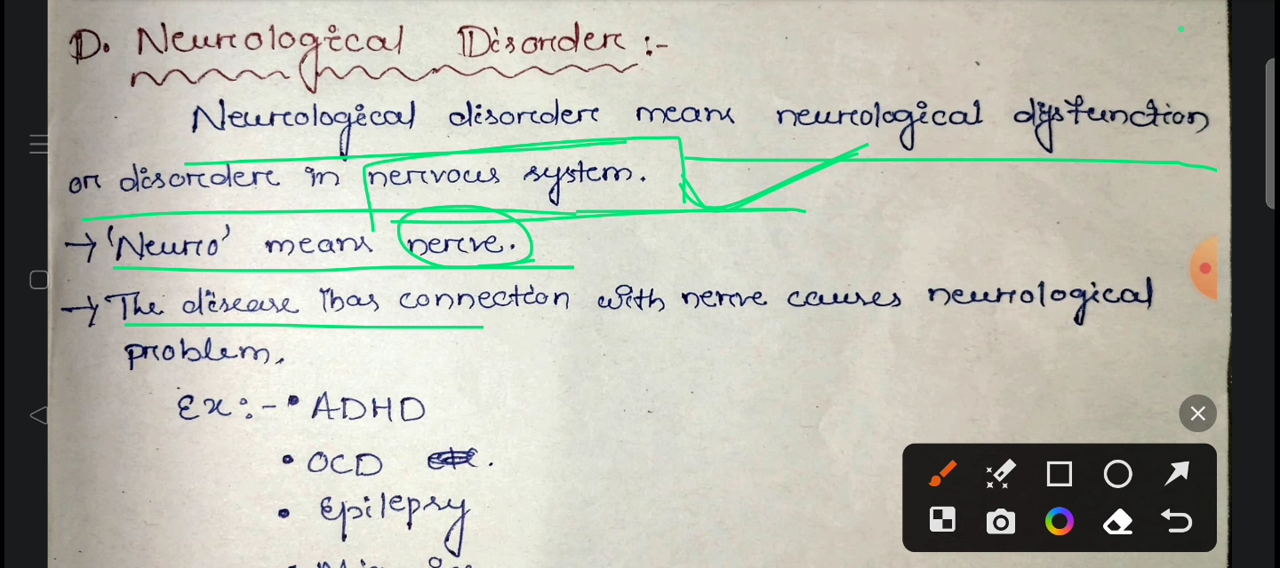 D. Neurological Disorder :-
Neurological disorder means neurological dysfunction
or disorder in nervous system.
→ 'Neuro' means nerve.
→ The disease has connection with nerve causes neurological
problem.
Ex:- • ADHD
• OCD
• Epilepsy